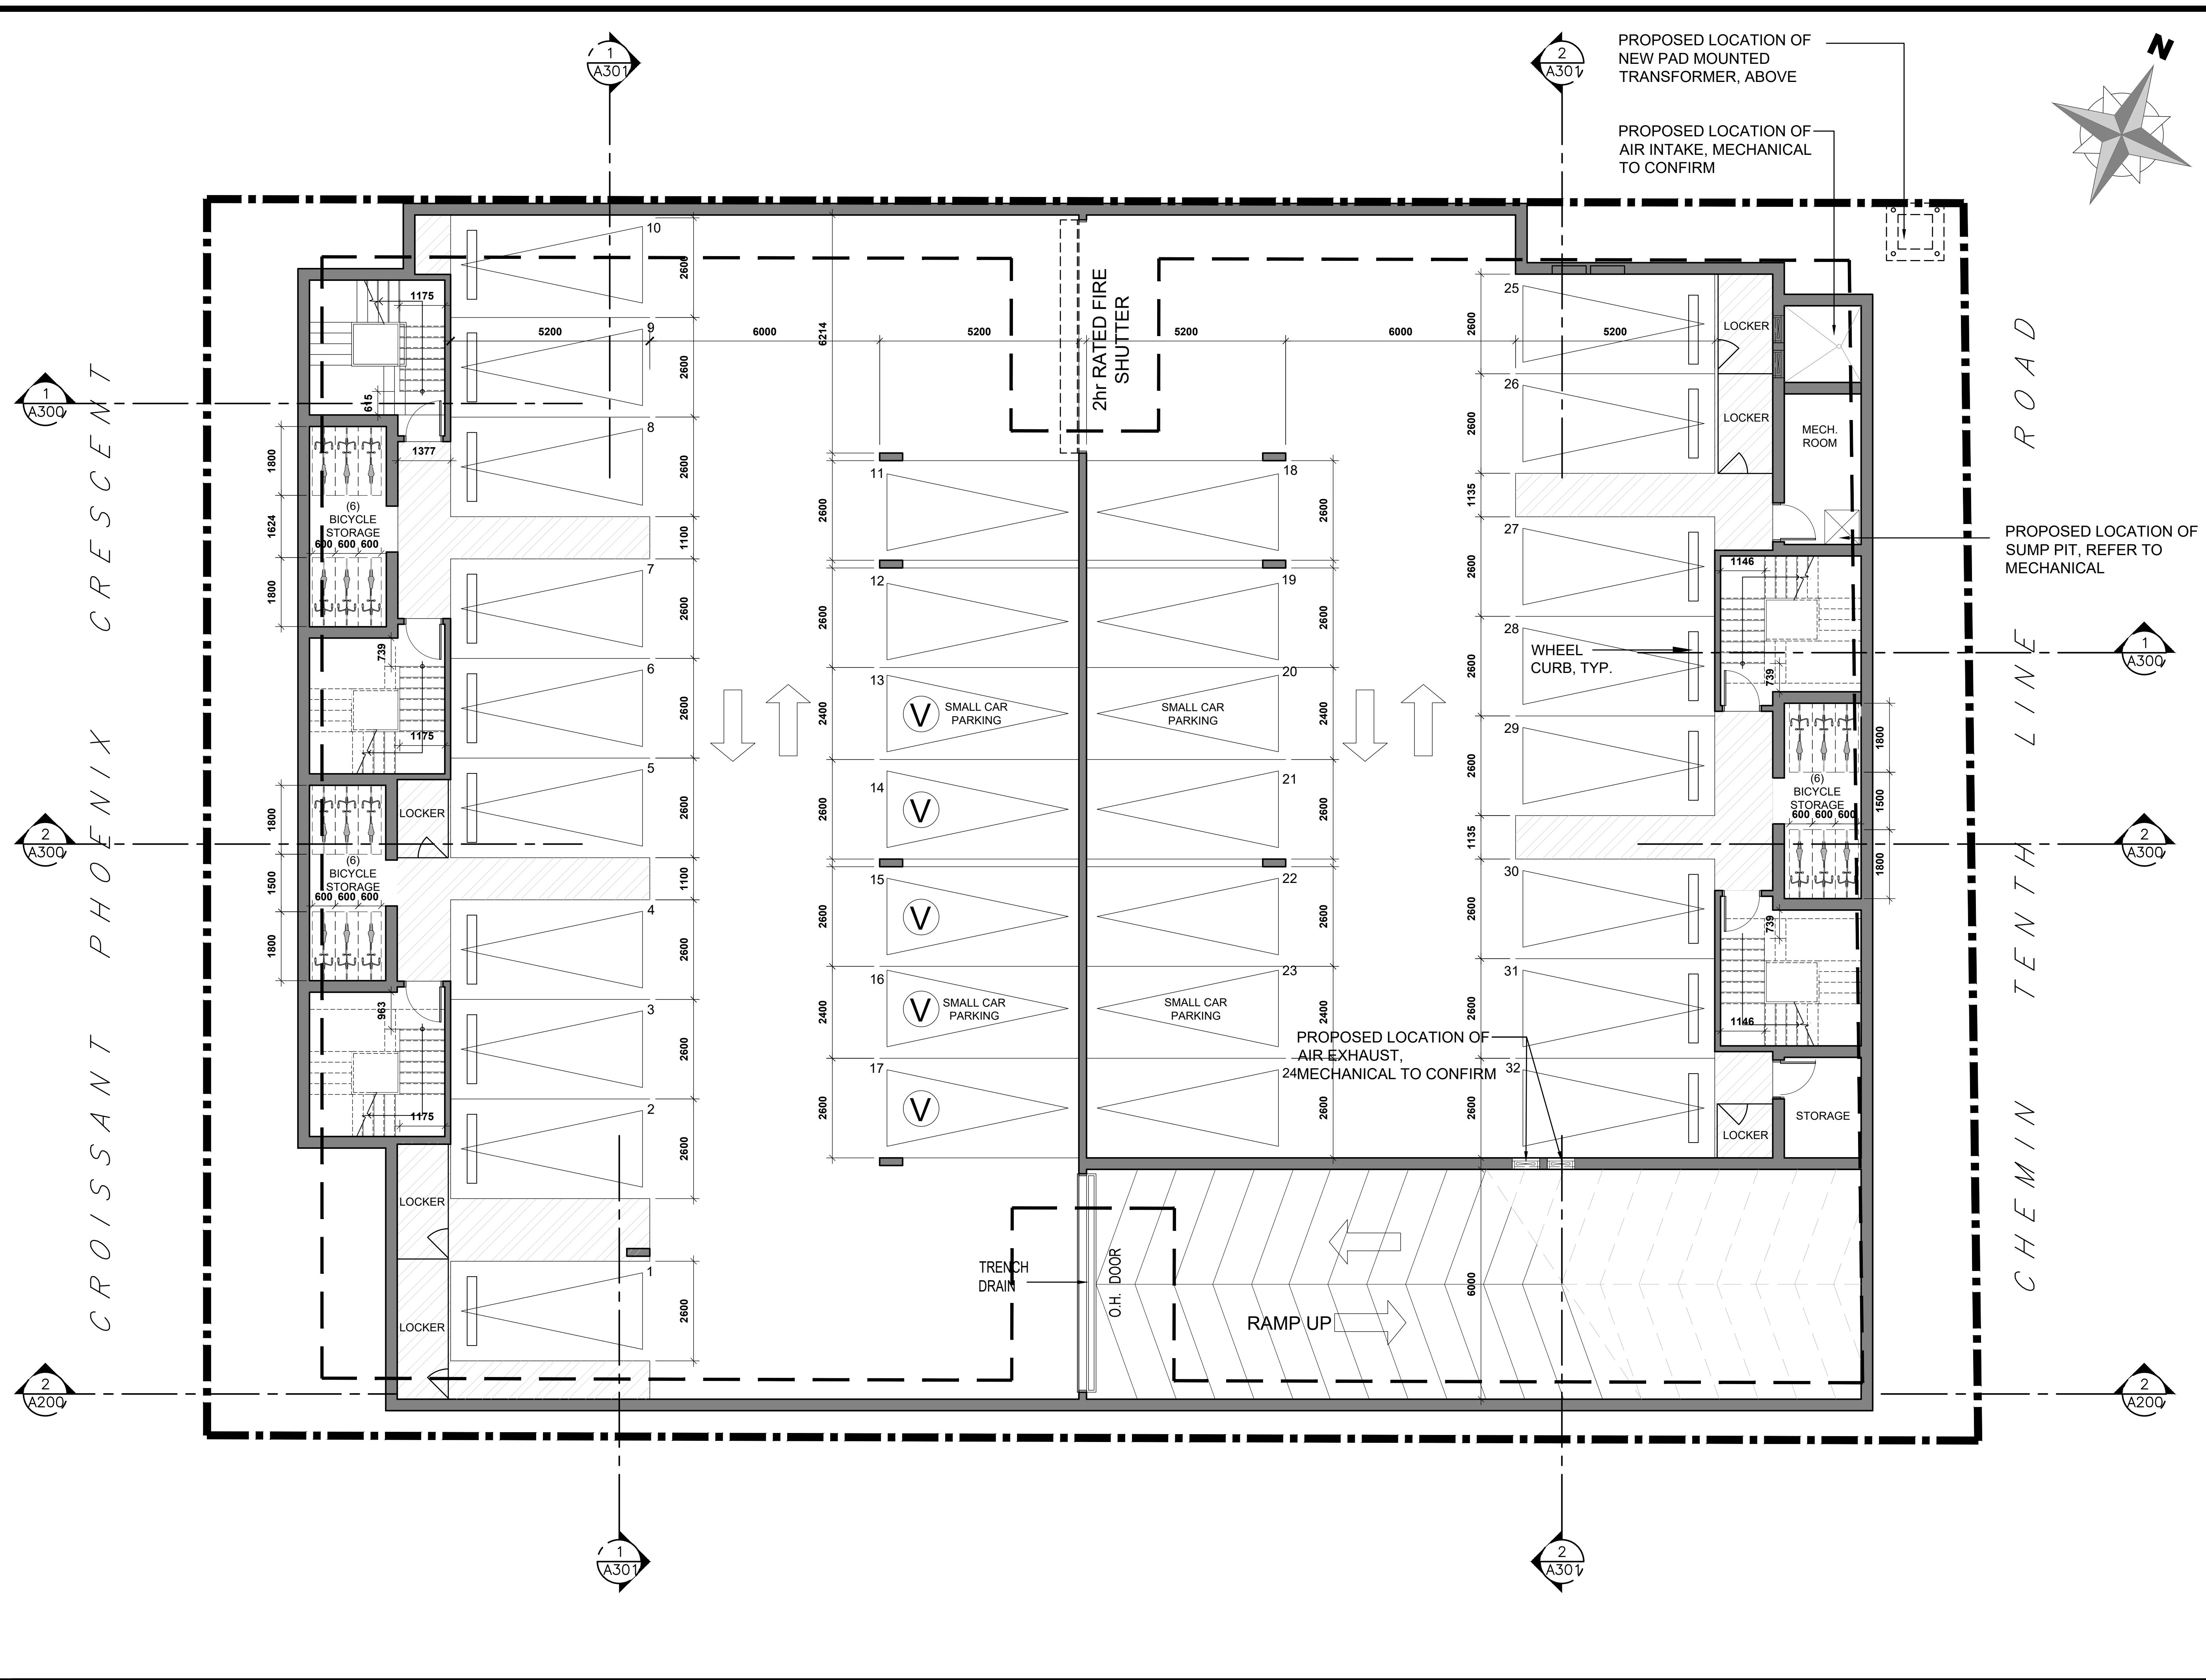 1
A301
2
A301
PROPOSED LOCATION OF
NEW PAD MOUNTED
TRANSFORMER, ABOVE
N
PROPOSED LOCATION OF
AIR INTAKE, MECHANICAL
TO CONFIRM
CROISSANT PHOENIX CRESCENT
CHEMIN TENTH LINE ROAD
1
A300
2
A300
2
A200
1
A300
2
A300
2
A200
1
A301
2
A301
1175
615
1377
1800
1624
1800
(6)
BICYCLE
STORAGE
600 600 600
739
1175
1800
1500
1800
(6)
BICYCLE
STORAGE
600 600 600
LOCKER
963
1175
LOCKER
LOCKER
10
9
8
7
6
5
4
3
2
1
2600
2600
2600
1100
2600
2600
2600
1100
2600
2600
2600
2600
5200
6000
5200
5200
6000
5200
6214
2hr RATED FIRE
SHUTTER
11
12
13
V
SMALL CAR
PARKING
14
V
15
V
16
V
SMALL CAR
PARKING
17
V
2600
2600
2400
2600
2600
2400
2600
18
19
20
SMALL CAR
PARKING
21
22
23
SMALL CAR
PARKING
24
2600
2600
2400
2600
2600
2400
2600
25
26
27
28
29
30
31
32
2600
2600
1135
2600
2600
2600
1135
2600
2600
2600
6000
WHEEL
CURB, TYP.
PROPOSED LOCATION OF
AIR EXHAUST,
MECHANICAL TO CONFIRM
LOCKER
LOCKER
MECH.
ROOM
PROPOSED LOCATION OF
SUMP PIT, REFER TO
MECHANICAL
1146
739
(6)
BICYCLE
STORAGE
600 600 600
1800
1500
1800
739
1146
STORAGE
LOCKER
TRENCH
DRAIN
O.H. DOOR
RAMP UP